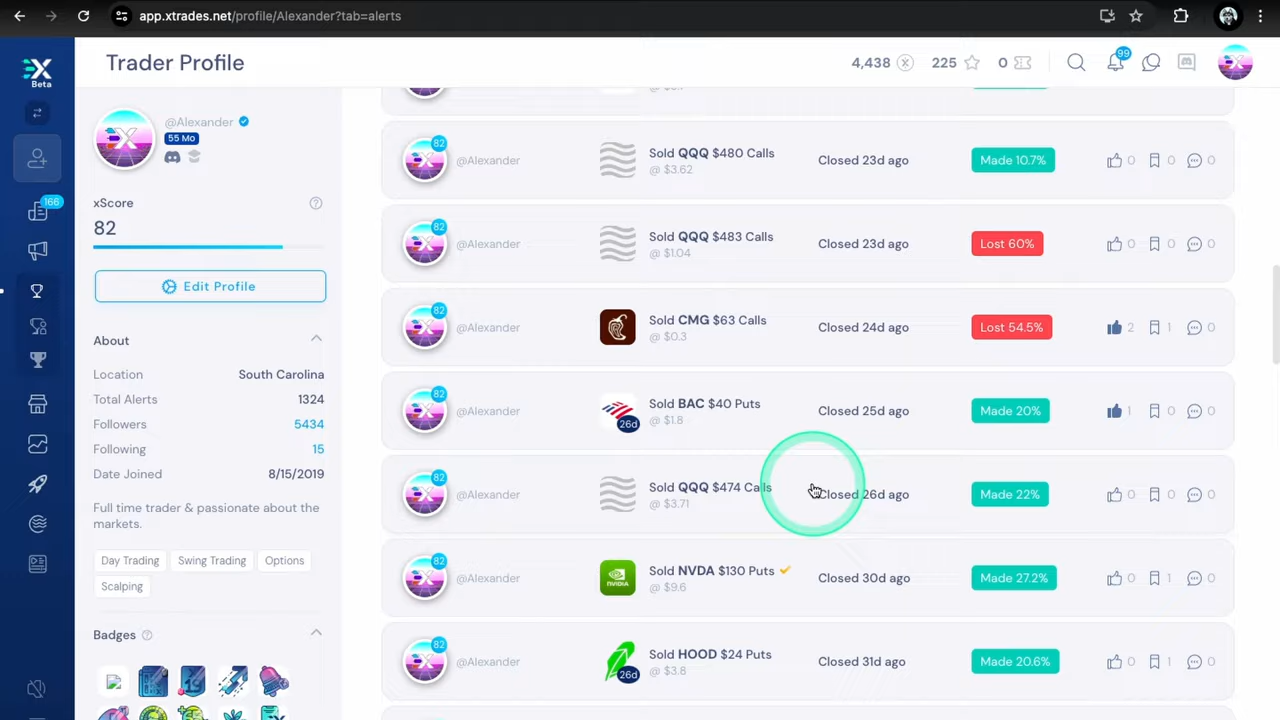 app.xtrades.net/profile/Alexander?tab=alerts
Beta
Trader Profile
4,438
225
0
99
@Alexander
55 Mo
xScore
82
Edit Profile
166
About
Location South Carolina
Total Alerts 1324
Followers 5434
Following 15
Date Joined 8/15/2019
Full time trader & passionate about the
markets.
Day Trading
Swing Trading
Options
Scalping
Badges
82 @Alexander Sold QQQ $480 Calls Closed 23d ago Made 10.7% 0 0 0
@ $3.62
82 @Alexander Sold QQQ $483 Calls Closed 23d ago Lost 60% 0 0 0
@ $1.04
82 @Alexander Sold CMG $63 Calls Closed 24d ago Lost 54.5% 2 1 0
@ $0.3
82 @Alexander Sold BAC $40 Puts Closed 25d ago Made 20% 1 0 0
26d @ $1.8
82 @Alexander Sold QQQ $474 Calls Closed 26d ago Made 22% 0 0 0
@ $3.71
82 @Alexander Sold NVDA $130 Puts Closed 30d ago Made 27.2% 0 1 0
NVIDIA @ $9.6
82 @Alexander Sold HOOD $24 Puts Closed 31d ago Made 20.6% 0 1 0
26d @ $3.8